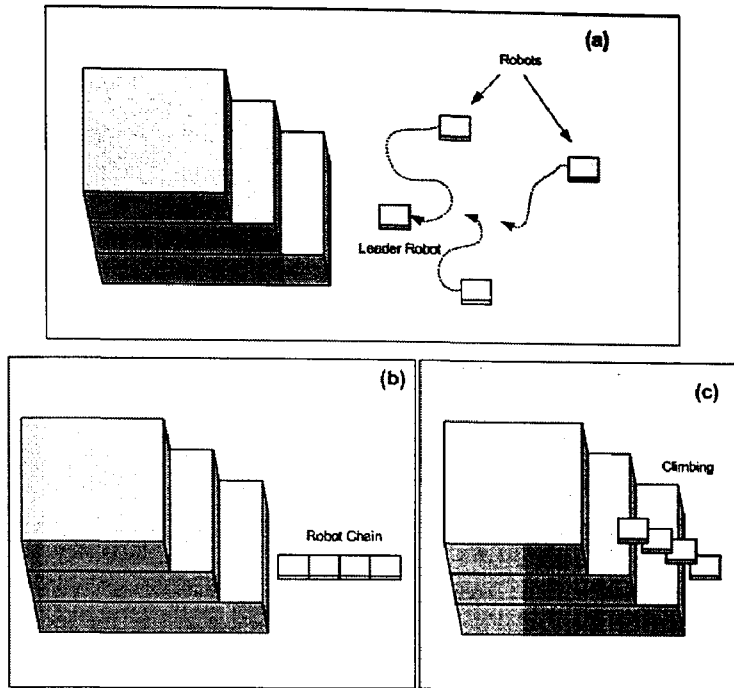 (a)
Robots
Leader Robot
(b)
Robot Chain
(c)
Climbing